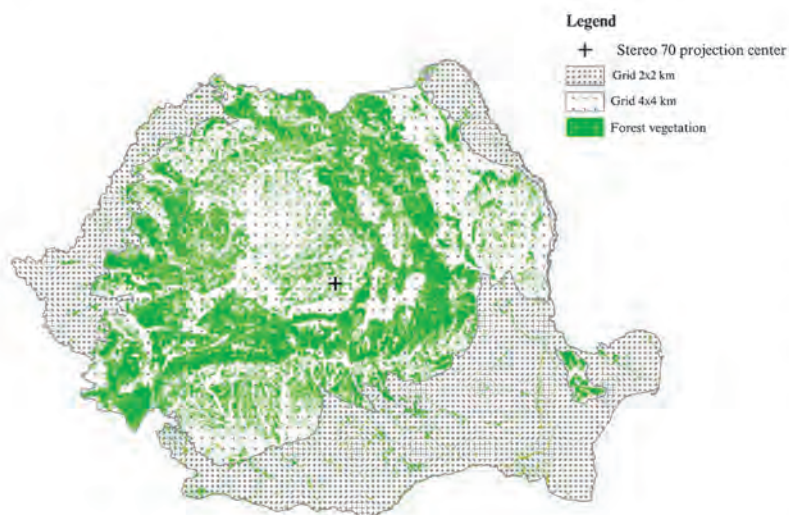 Legend
Stereo 70 projection center
Grid 2x2 km
Grid 4x4 km
Forest vegetation